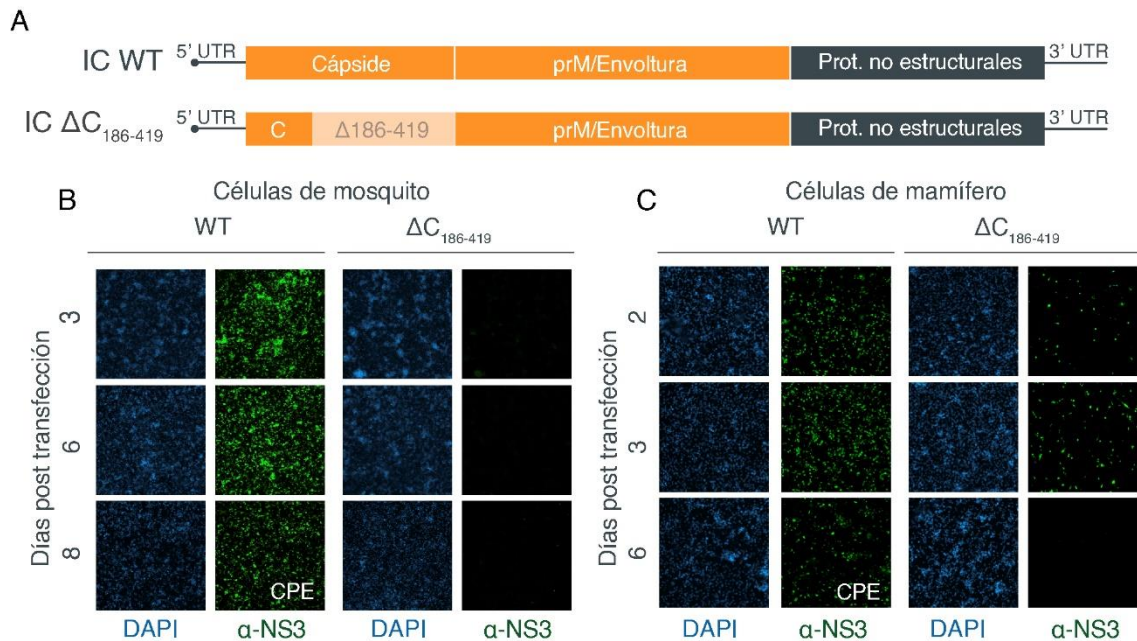 A
IC WT
5' UTR
Cápside
prM/Envoltura
Prot. no estructurales
3' UTR
IC ΔC186-419
5' UTR
C
Δ186-419
prM/Envoltura
Prot. no estructurales
3' UTR
B
Células de mosquito
WT
ΔC186-419
Días post transfección
3
6
8
CPE
DAPI
α-NS3
DAPI
α-NS3
C
Células de mamífero
WT
ΔC186-419
Días post transfección
2
3
6
CPE
DAPI
α-NS3
DAPI
α-NS3